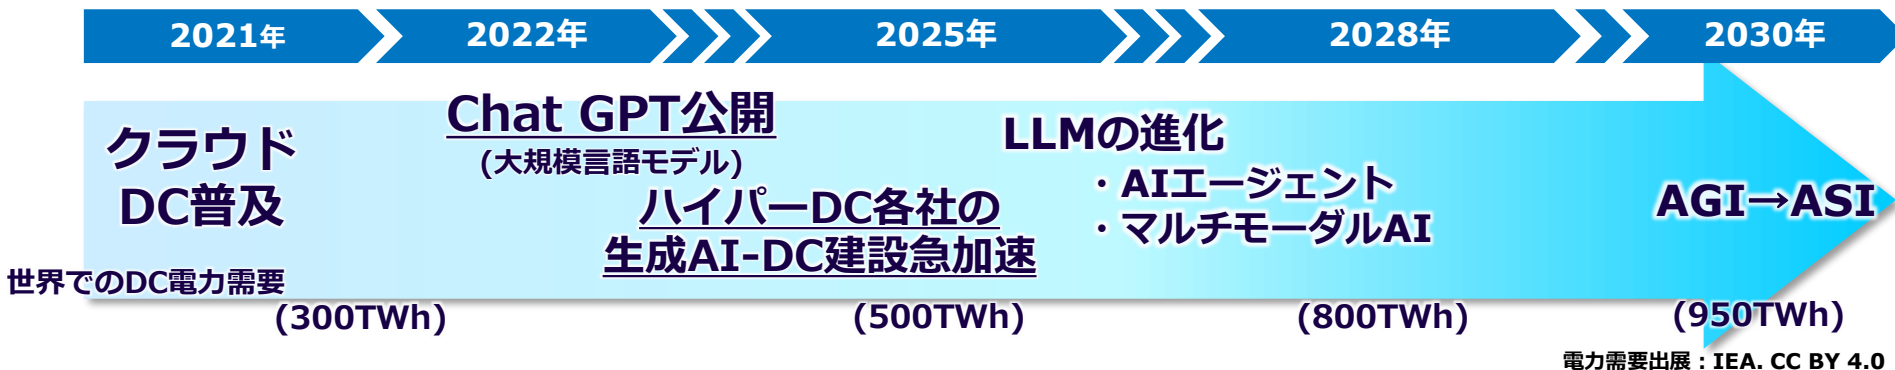 2021年
2022年
2025年
2028年
2030年
クラウド
DC普及
Chat GPT公開
(大規模言語モデル)
ハイパーDC各社の
生成AI-DC建設急加速
LLMの進化
・AIエージェント
・マルチモーダルAI
AGI→ASI
世界でのDC電力需要
(300TWh)
(500TWh)
(800TWh)
(950TWh)
電力需要出展：IEA. CC BY 4.0